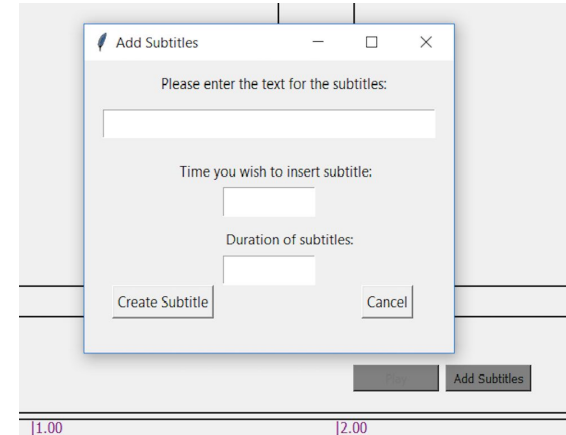 Add Subtitles
Please enter the text for the subtitles:
Time you wish to insert subtitle:
Duration of subtitles:
Create Subtitle Cancel
Play Add Subtitles
|1.00 |2.00